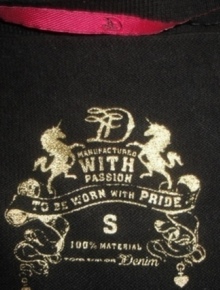 MANUFACTURED
WITH
PASSION
TO BE WORN WITH PRIDE
S
100% MATERIAL
Denim